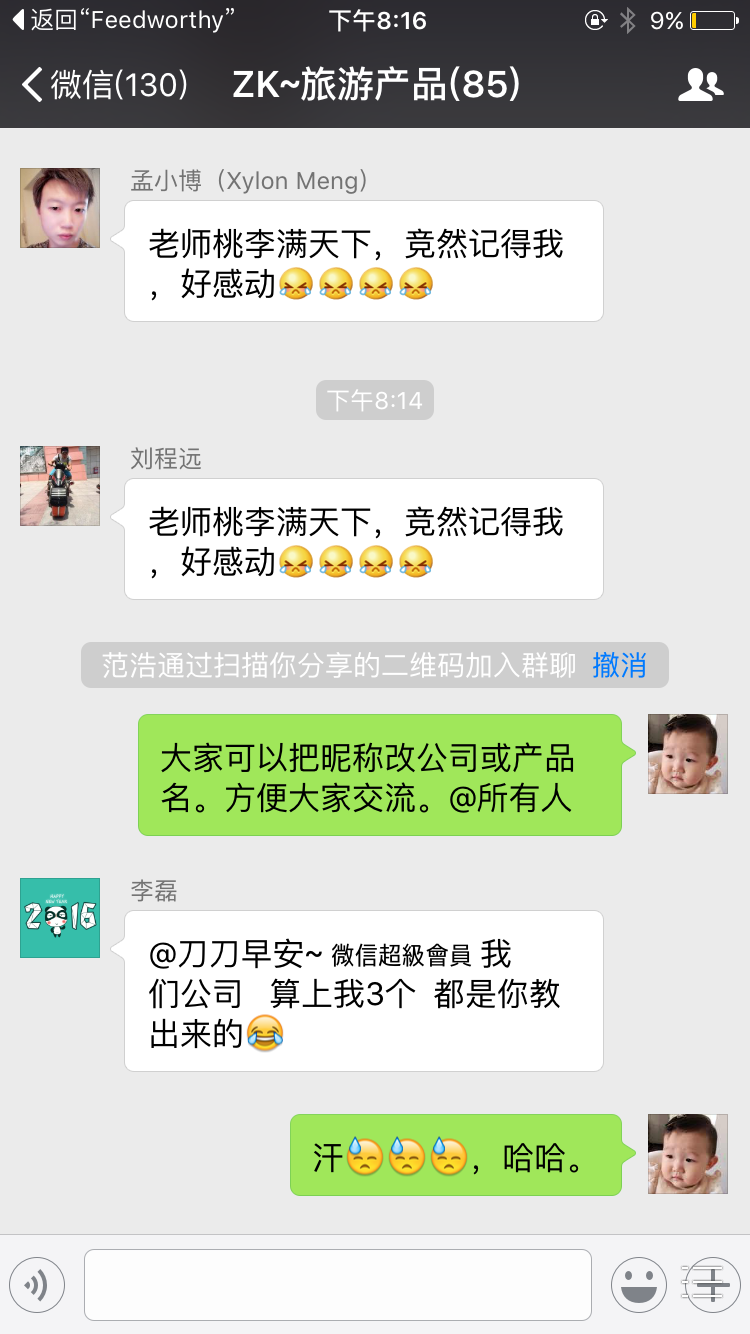 返回“Feedworthy”
下午8:16
9%
微信(130)
ZK~旅游产品(85)
孟小博（Xylon Meng）
老师桃李满天下，竟然记得我
，好感动😹😹😹😹
下午8:14
刘程远
老师桃李满天下，竟然记得我
，好感动😹😹😹😹
范浩通过扫描你分享的二维码加入群聊 撤消
大家可以把昵称改公司或产品
名。方便大家交流。@所有人
HAPPY
NEW YEAR
2016
李磊
@刀刀早安~ 微信超級會員 我
们公司 算上我3个 都是你教
出来的😂
汗😓😓😓，哈哈。